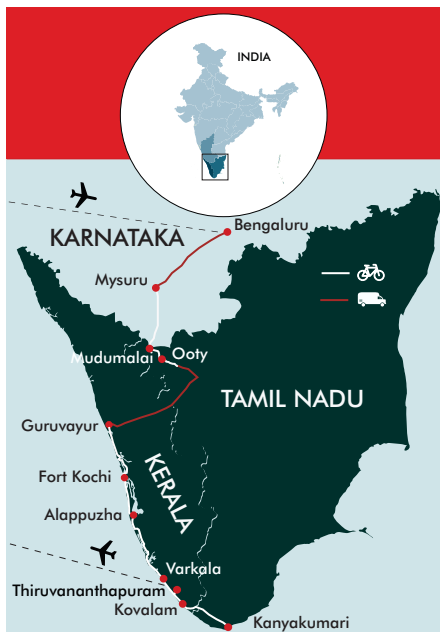 INDIA
Bengaluru
KARNATAKA
Mysuru
Mudumalai
Ooty
TAMIL NADU
Guruvayur
KERALA
Fort Kochi
Alappuzha
Varkala
Thiruvananthapuram
Kovalam
Kanyakumari